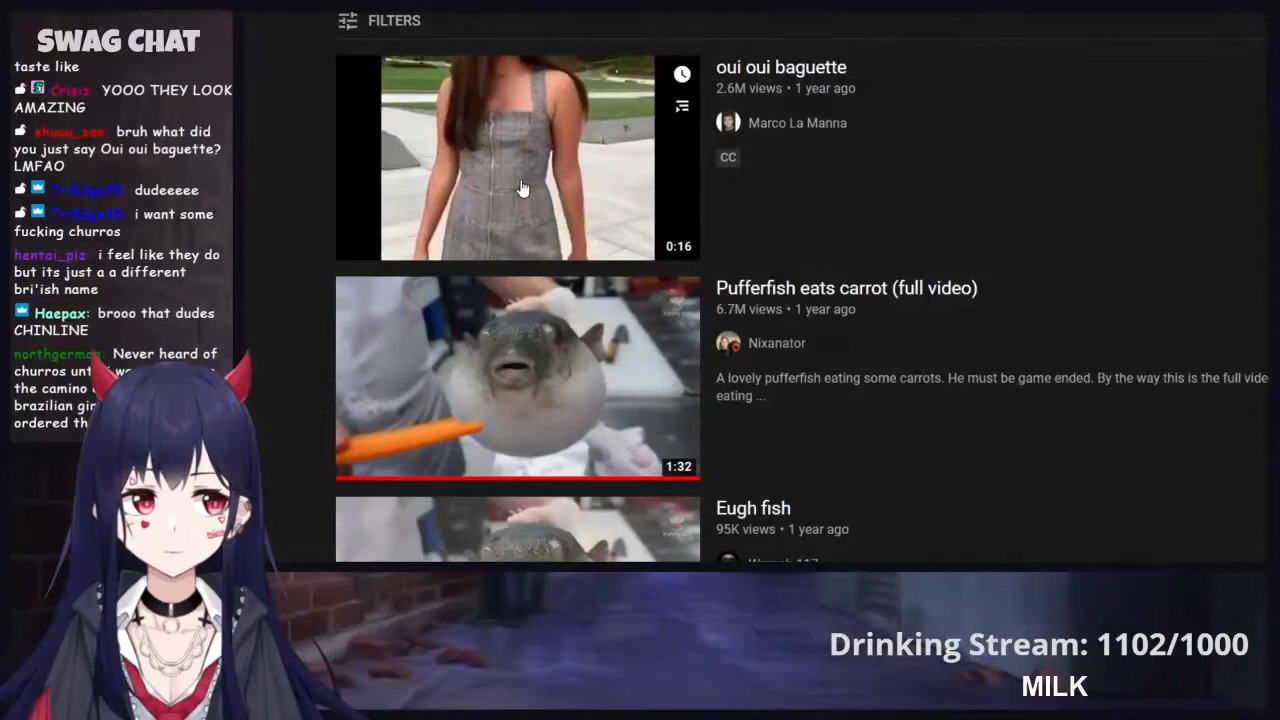 SWAG CHAT
taste like
Crisiz: YOOO THEY LOOK
AMAZING
shuuu_san: bruh what did
you just say Oui oui baguette?
LMFAO
TriEdge95: dudeeeee
TriEdge95: i want some
fucking churros
hentai_plz: i feel like they do
but its just a a different
bri'ish name
Haepax: brooo that dudes
CHINLINE
Never heard of
churros
the camino
brazilian
ordered
FILTERS
oui oui baguette
2.6M views • 1 year ago
Marco La Manna
CC
0:16
Pufferfish eats carrot (full video)
6.7M views • 1 year ago
Nixanator
A lovely pufferfish eating some carrots. He must be game ended. By the way this is the full
eating ...
1:32
Eugh fish
95K views • 1 year ago
Drinking Stream: 1102/1000
MILK